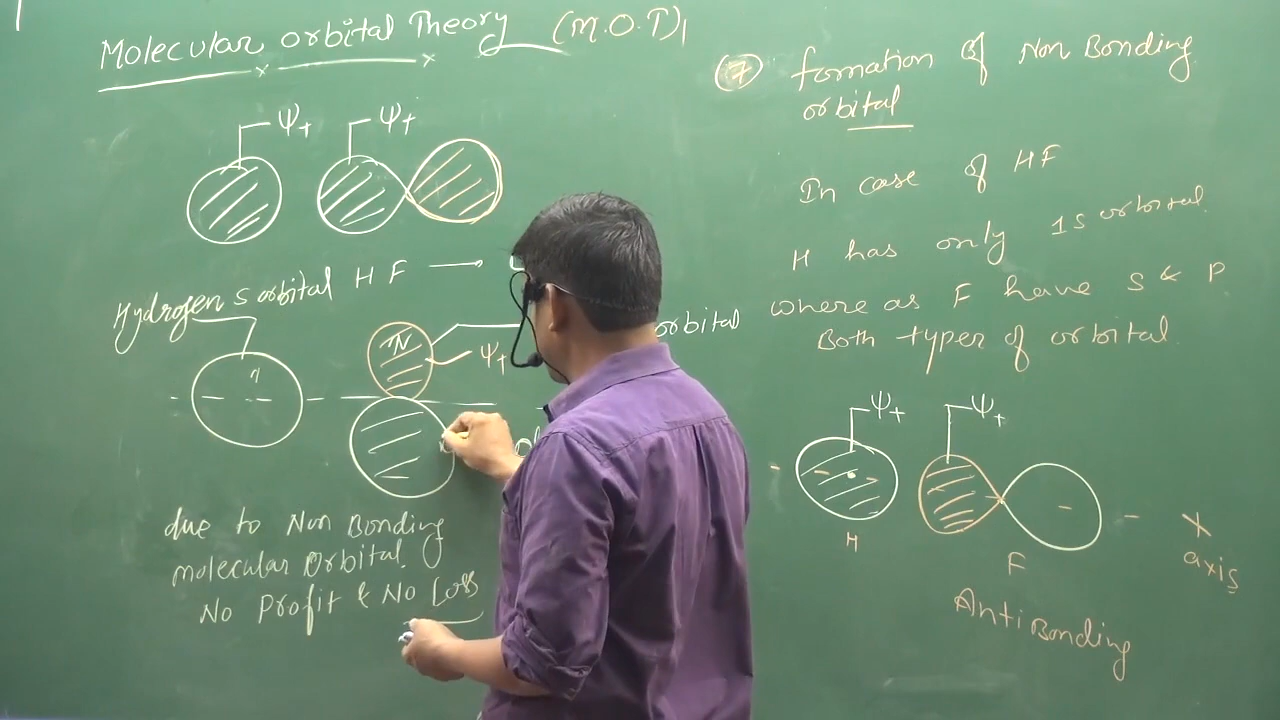 Molecular orbital Theory (M.O.T)
Ψ+ Ψ+
Hydrogen s orbital H F →
orbital
Ψ+
due to Non Bonding
molecular orbital.
No Profit & No Loss
7 formation of Non Bonding
orbital
In case of HF
H has only 1s orbital.
where as F have s & P
Both types of orbital.
Ψ+ Ψ+
H
F
X
axis
Anti Bonding